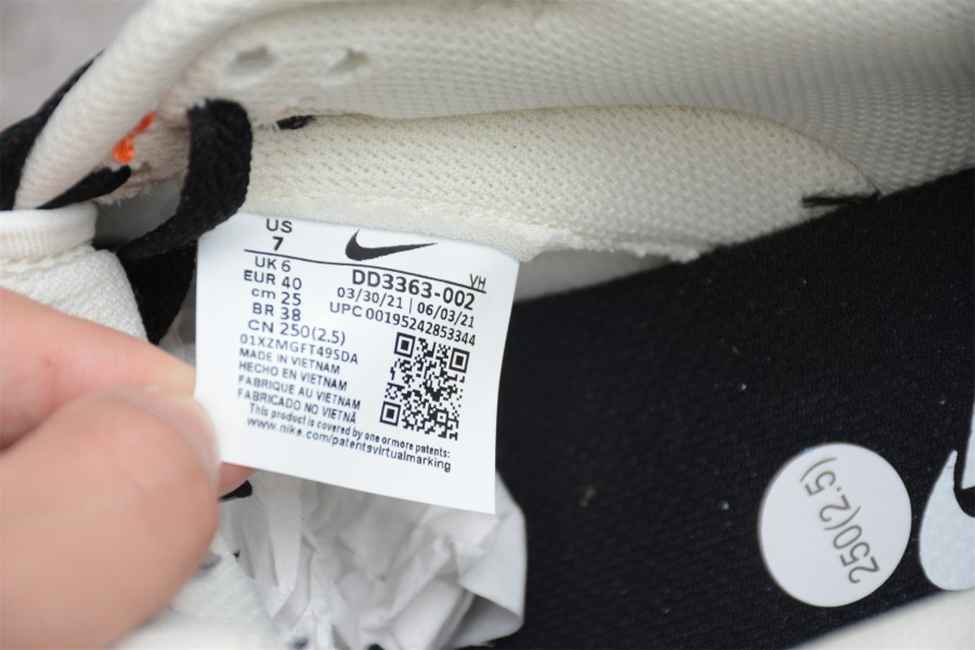 US
7
VH
UK 6
DD3363-002
EUR 40
03/30/21 | 06/03/21
cm 25
UPC 00195242853344
BR 38
CN 250(2.5)
01XZMGFT49SDA
MADE IN VIETNAM
HECHO EN VIETNAM
FABRIQUE AU VIETNAM
FABRICADO NO VIETNÃ
This product is covered by one or more patents:
www.nike.com/patentsvirtualmarking
250(2.5)